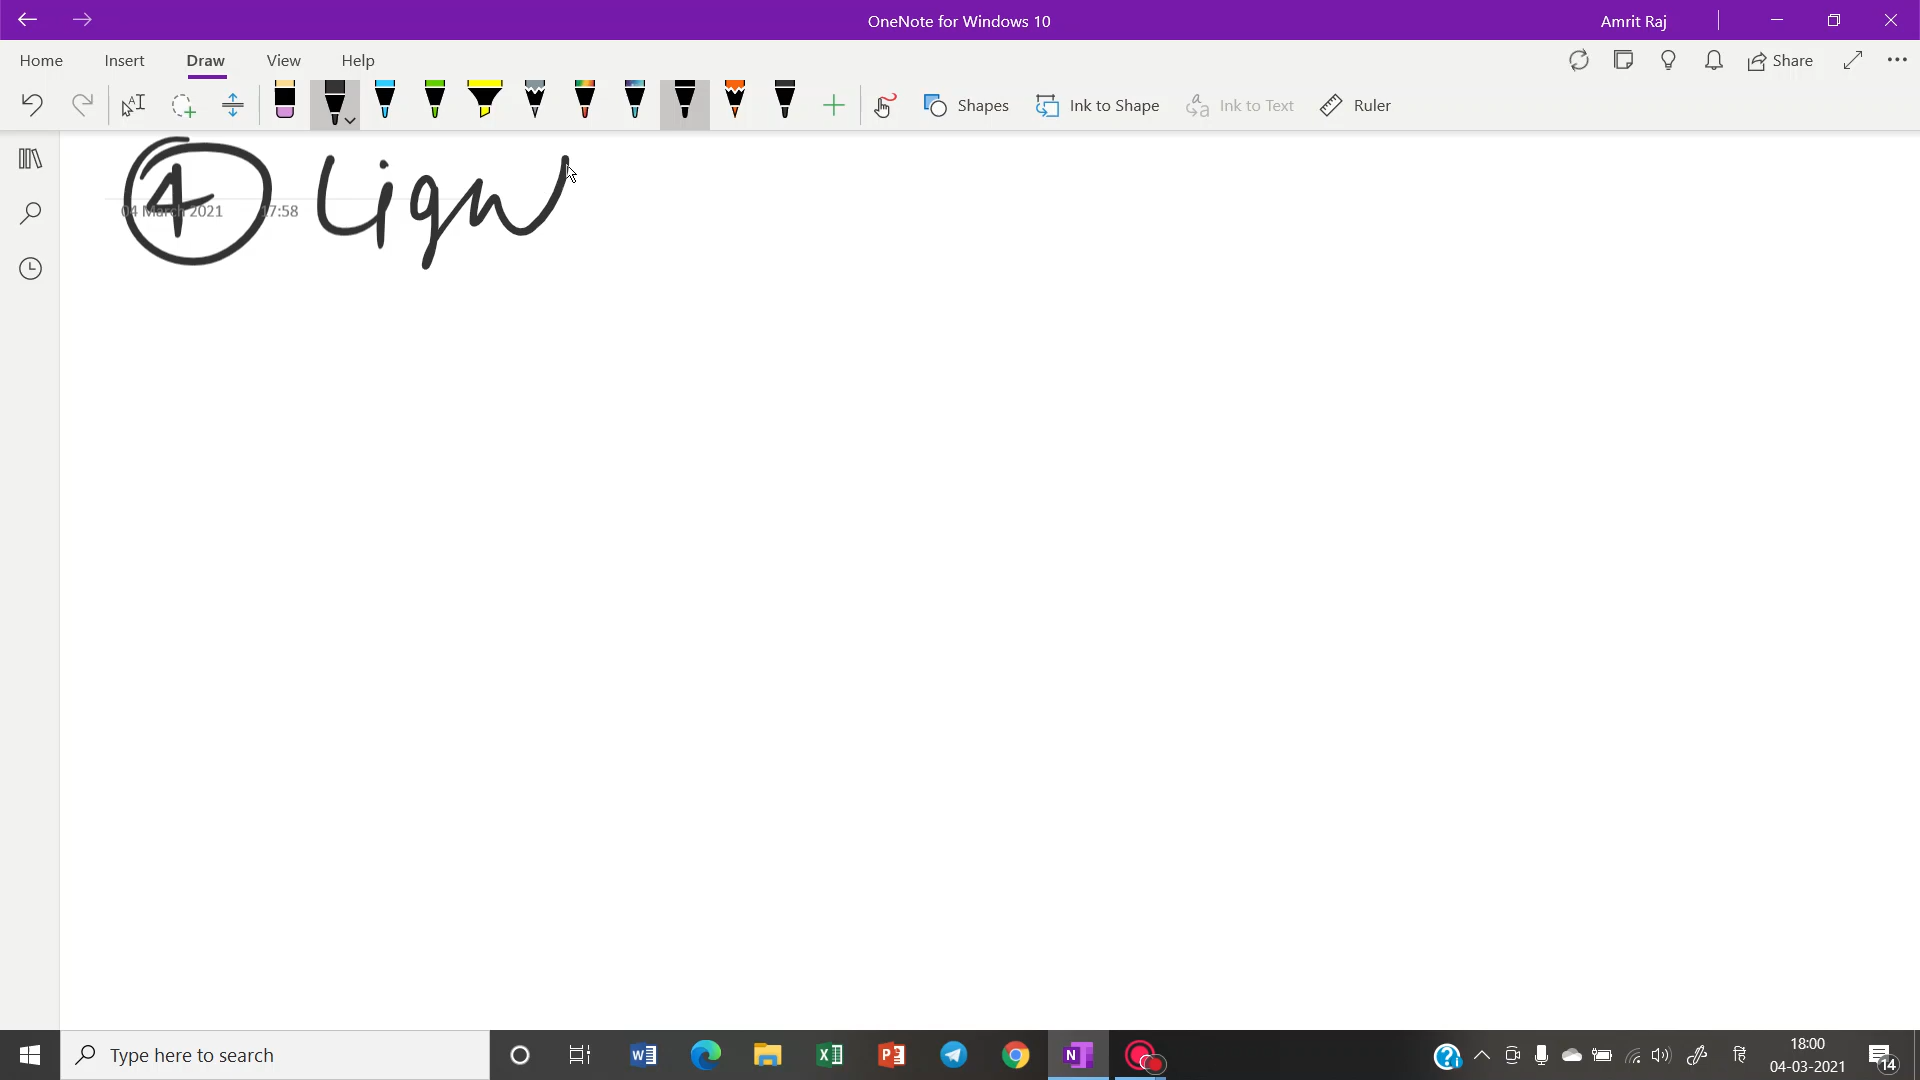 OneNote for Windows 10
Amrit Raj
Home Insert Draw View Help Share
Shapes Ink to Shape Ink to Text Ruler
④
04 March 2021 17:58
Type here to search
हि
18:00
04-03-2021
14